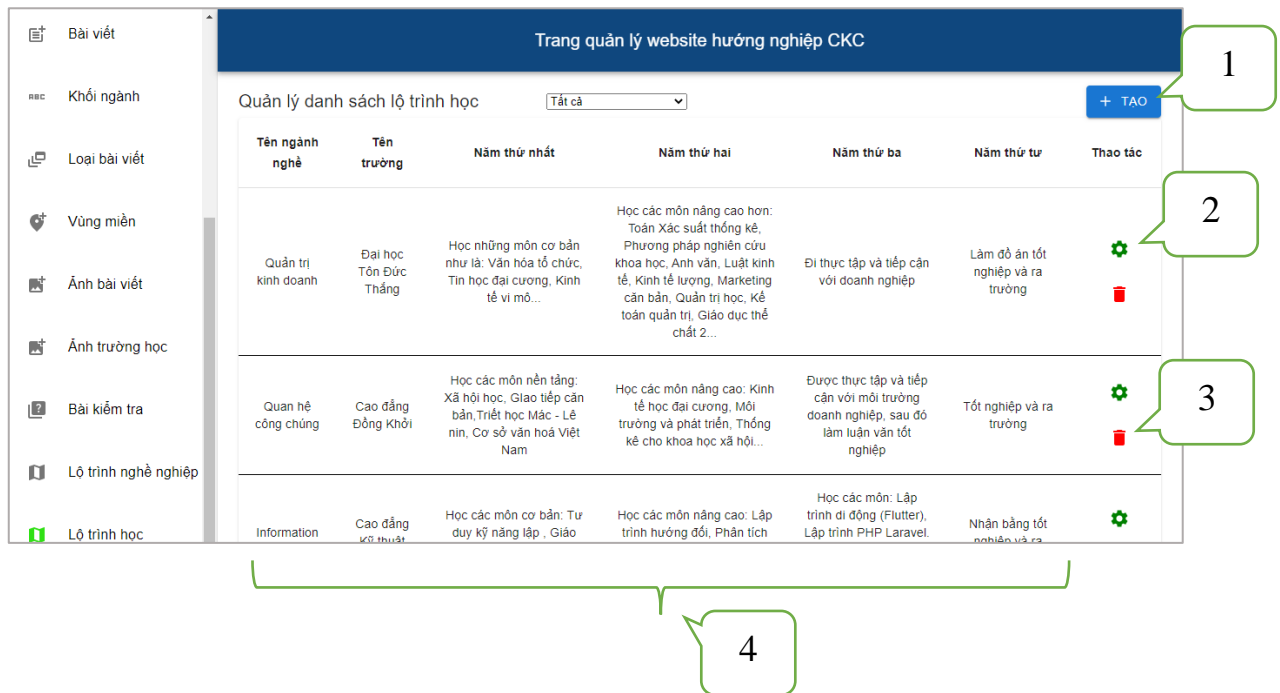 Bài viết
Trang quản lý website hướng nghiệp CKC
1
ABC
Khối ngành
Quản lý danh sách lộ trình học
Tất cả
+ TẠO
Loại bài viết
Vùng miền
Ảnh bài viết
Ảnh trường học
Bài kiểm tra
Lộ trình nghề nghiệp
Lộ trình học
Tên ngành
nghề
Tên
trường
Năm thứ nhất
Năm thứ hai
Năm thứ ba
Năm thứ tư
Thao tác
Quản trị
kinh doanh
Đại học
Tôn Đức
Thắng
Học những môn cơ bản
như là: Văn hóa tổ chức,
Tin học đại cương, Kinh
tế vi mô...
Học các môn nâng cao hơn:
Toán Xác suất thống kê,
Phương pháp nghiên cứu
khoa học, Anh văn, Luật kinh
tế, Kinh tế lượng, Marketing
căn bản, Quản trị học, Kế
toán quản trị, Giáo dục thể
chất 2...
Đi thực tập và tiếp cận
với doanh nghiệp
Làm đồ án tốt
nghiệp và ra
trường
2
Quan hệ
công chúng
Cao đẳng
Đồng Khởi
Học các môn nền tảng:
Xã hội học, GIao tiếp căn
bản,Triết học Mác - Lê
nin, Cơ sở văn hoá Việt
Nam
Học các môn nâng cao: Kinh
tế học đại cương, Môi
trường và phát triển, Thống
kê cho khoa học xã hội...
Được thực tập và tiếp
cận với môi trường
doanh nghiệp, sau đó
làm luận văn tốt
nghiệp
Tốt nghiệp và ra
trường
3
Information
Cao đẳng
Kỹ thuật
Học các môn cơ bản: Tư
duy kỹ năng lập , Giáo
Học các môn nâng cao: Lập
trình hướng đối, Phân tích
Học các môn: Lập
trình di động (Flutter),
Lập trình PHP Laravel.
Nhận bằng tốt
nghiệp và ra
4